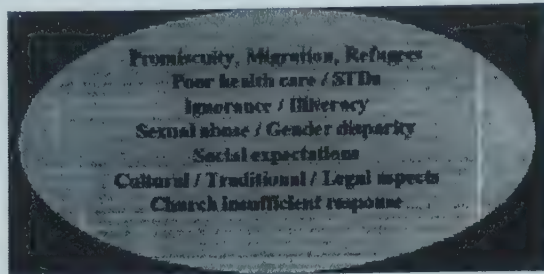 Promiscuity, Migration, Refugees
Poor health care / STDs
Ignorance / Illiteracy
Sexual abuse / Gender disparity
Social expectations
Cultural / Traditional / Legal aspects
Church insufficient response